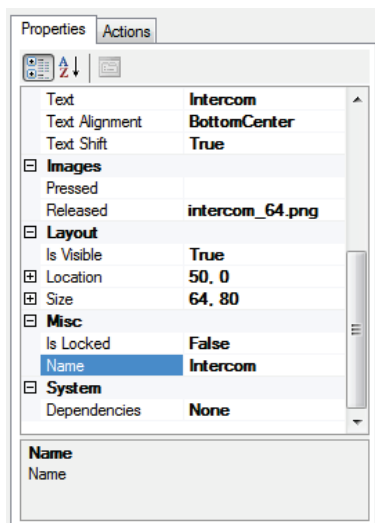 Properties Actions
Text Intercom
Text Alignment BottomCenter
Text Shift True
Images
Pressed
Released intercom_64.png
Layout
Is Visible True
Location 50, 0
Size 64, 80
Misc
Is Locked False
Name Intercom
System
Dependencies None
Name
Name